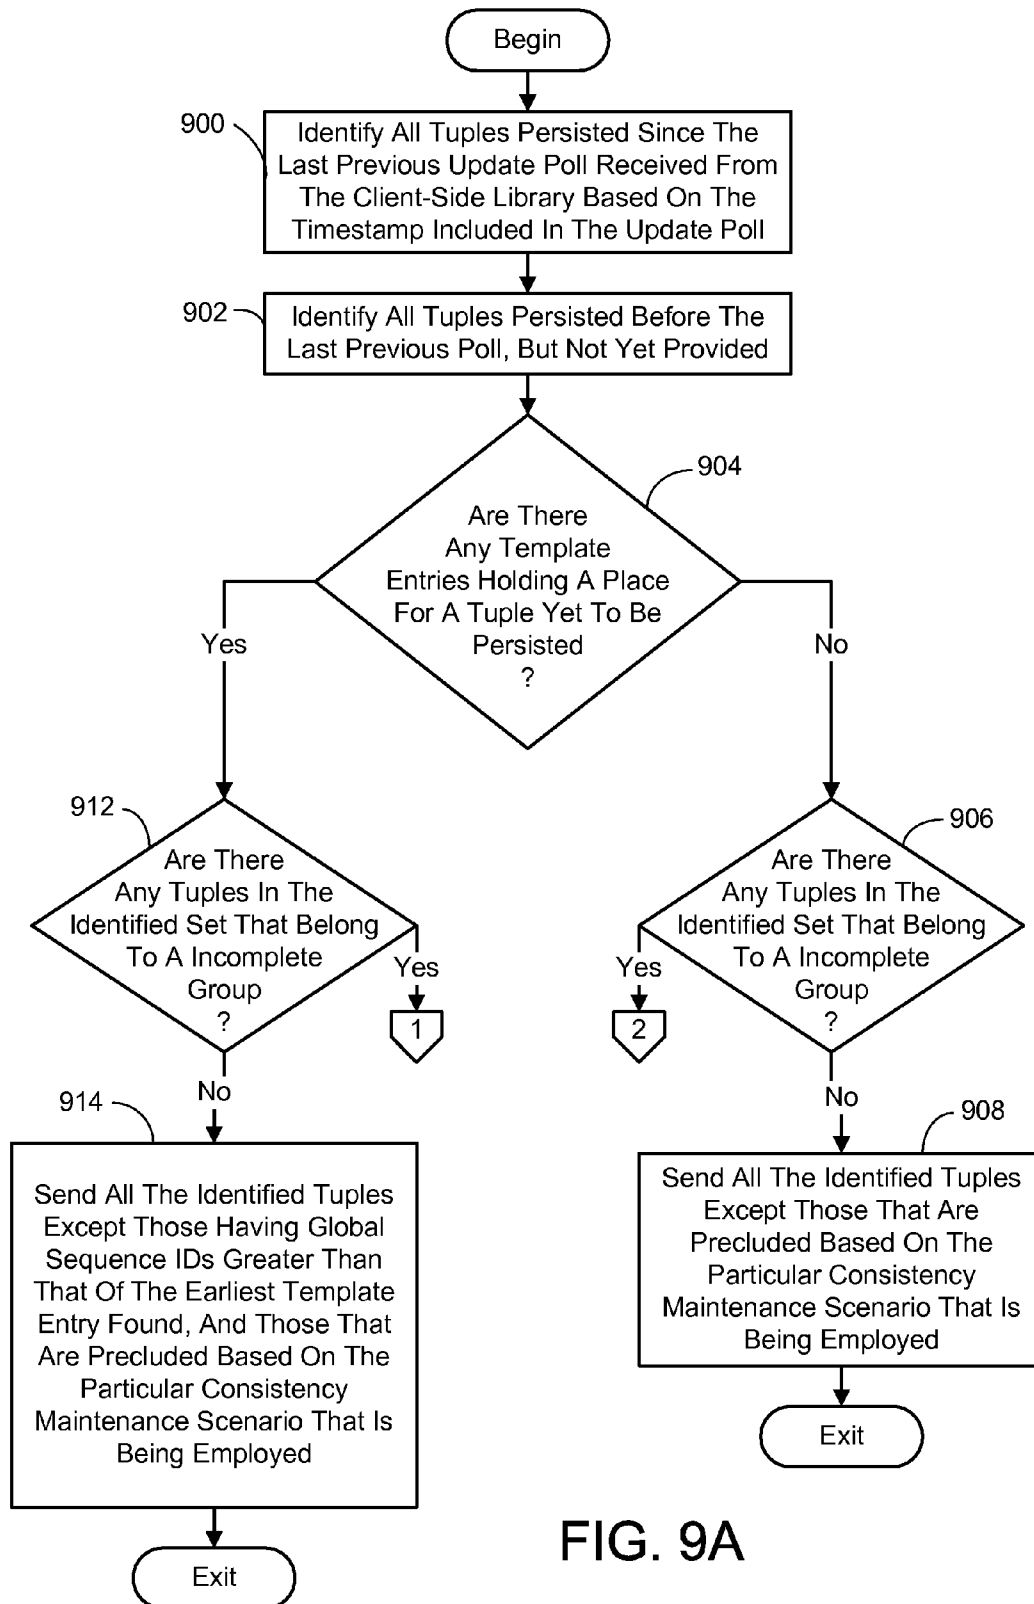 Begin
900
Identify All Tuples Persisted Since The
Last Previous Update Poll Received From
The Client-Side Library Based On The
Timestamp Included In The Update Poll
902
Identify All Tuples Persisted Before The
Last Previous Poll, But Not Yet Provided
904
Are There
Any Template
Entries Holding A Place
For A Tuple Yet To Be
Persisted
?
Yes
No
912
Are There
Any Tuples In The
Identified Set That Belong
To A Incomplete
Group
?
Yes
1
No
906
Are There
Any Tuples In The
Identified Set That Belong
To A Incomplete
Group
?
Yes
2
No
914
Send All The Identified Tuples
Except Those Having Global
Sequence IDs Greater Than
That Of The Earliest Template
Entry Found, And Those That
Are Precluded Based On The
Particular Consistency
Maintenance Scenario That Is
Being Employed
Exit
908
Send All The Identified Tuples
Except Those That Are
Precluded Based On The
Particular Consistency
Maintenance Scenario That Is
Being Employed
Exit
FIG. 9A